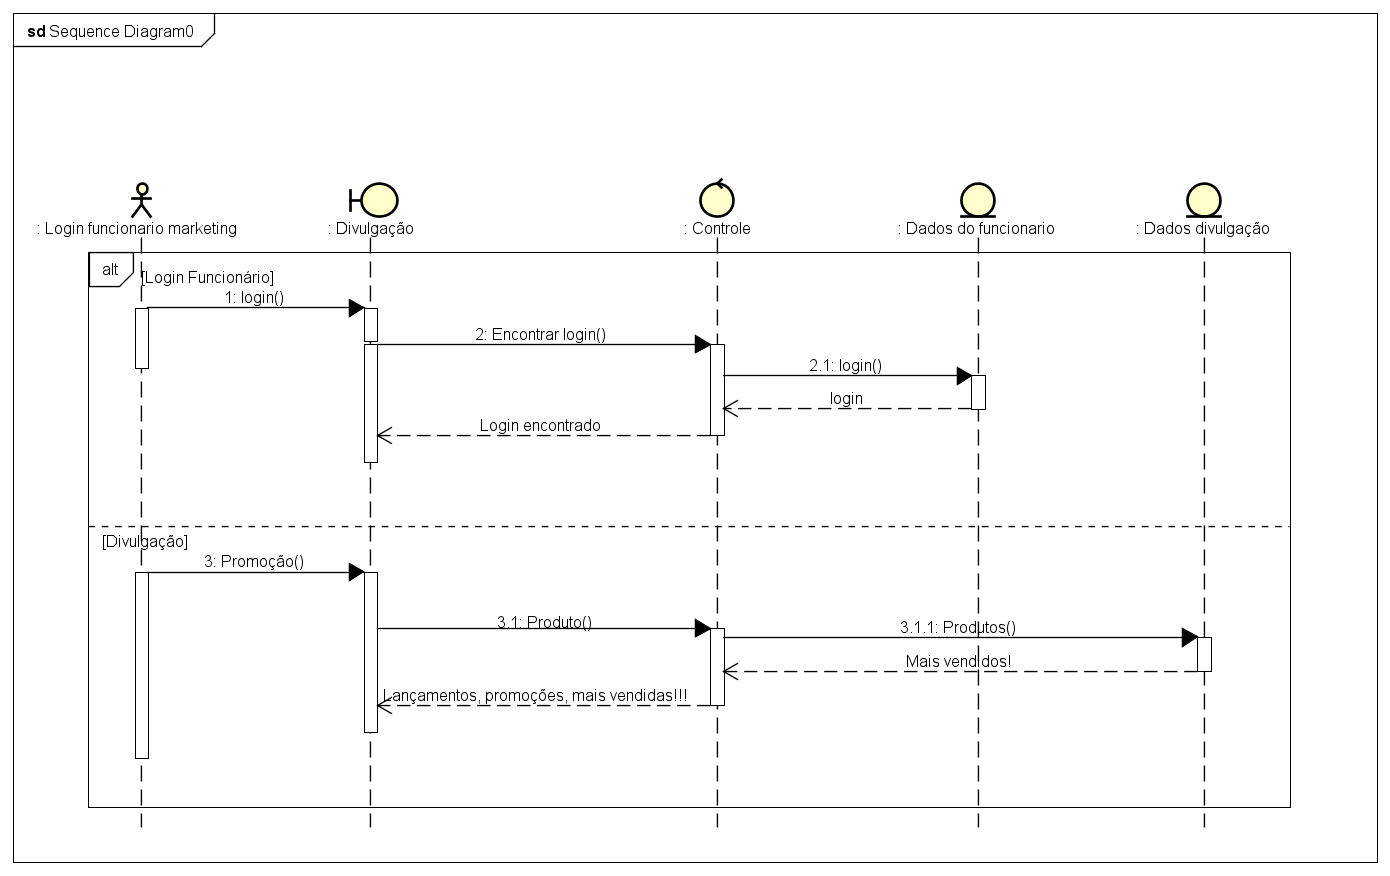 sd Sequence Diagram0
: Login funcionario marketing
: Divulgação
: Controle
: Dados do funcionario
: Dados divulgação
alt
[Login Funcionário]
1: login()
2: Encontrar login()
2.1: login()
login
Login encontrado
[Divulgação]
3: Promoção()
3.1: Produto()
3.1.1: Produtos()
Mais vendidos!
Lançamentos, promoções, mais vendidas!!!